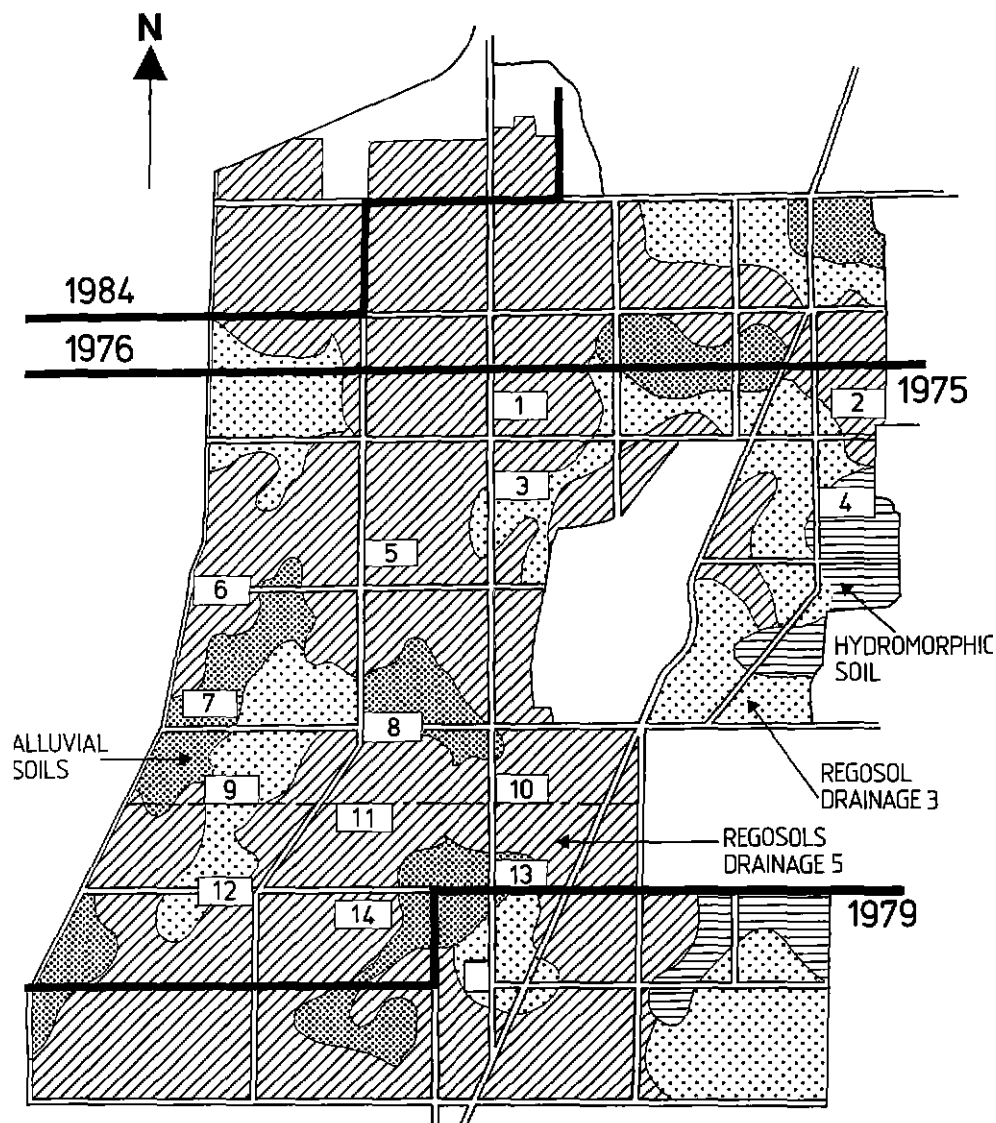 N
1984
1976
1975
1
2
3
4
5
6
HYDROMORPHIC
SOIL
7
8
ALLUVIAL
SOILS
9
10
REGOSOL
DRAINAGE 3
11
REGOSOLS
DRAINAGE 5
12
13
14
1979